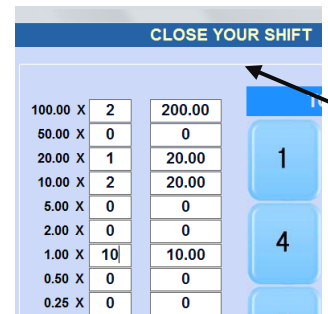 CLOSE YOUR SHIFT
100.00 X 2 200.00
50.00 X 0 0
20.00 X 1 20.00
10.00 X 2 20.00
5.00 X 0 0
2.00 X 0 0
1.00 X 10 10.00
0.50 X 0 0
0.25 X 0 0
1
4